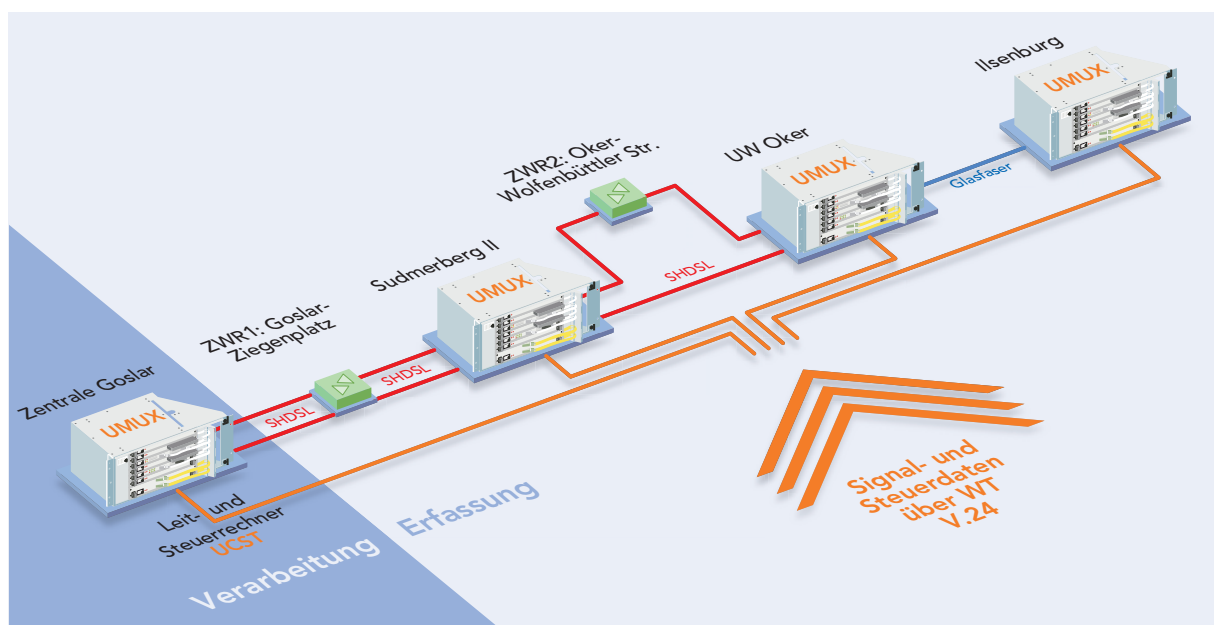 Ilsenburg
UMUX
Glasfaser
UW Oker
UMUX
ZWR2: Oker-
Wolfenbüttler Str.
SHDSL
Sudmerberg II
UMUX
ZWR1: Goslar-
Ziegenplatz
SHDSL
SHDSL
Zentrale Goslar
UMUX
Leit- und
Steuerrechner
UCST
Verarbeitung
Erfassung
Signal- und
Steuerdaten
über WT
V.24